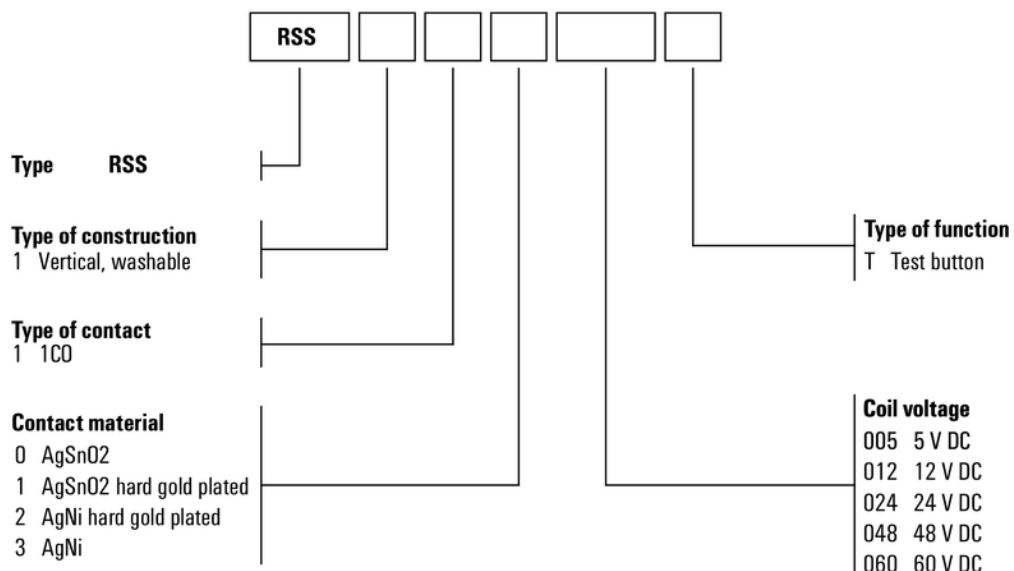 RSS
Type RSS
Type of construction
1 Vertical, washable
Type of contact
1 1CO
Contact material
0 AgSnO2
1 AgSnO2 hard gold plated
2 AgNi hard gold plated
3 AgNi
Type of function
T Test button
Coil voltage
005 5 V DC
012 12 V DC
024 24 V DC
048 48 V DC
060 60 V DC